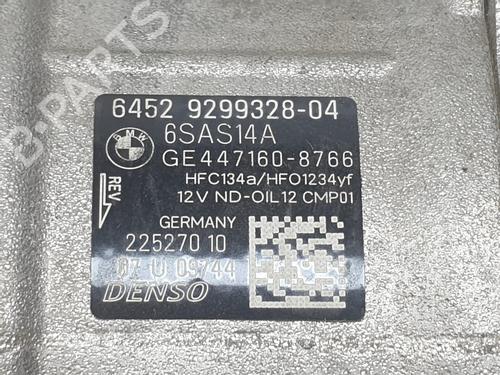 6452 9299328-04
BMW
6SAS14A
GE447160-8766
HFC134a/HFO1234yf
12V ND-OIL12 CMP01
REV.
GERMANY
22527010
07 U 09744
DENSO
B-PARTS